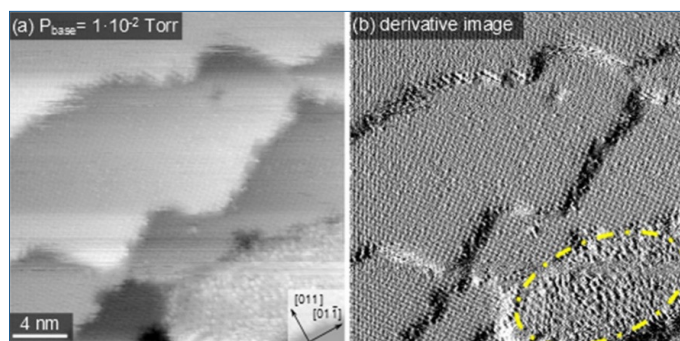 (a) P_base= 1·10⁻² Torr
(b) derivative image
4 nm
[011]
[01 1̄]